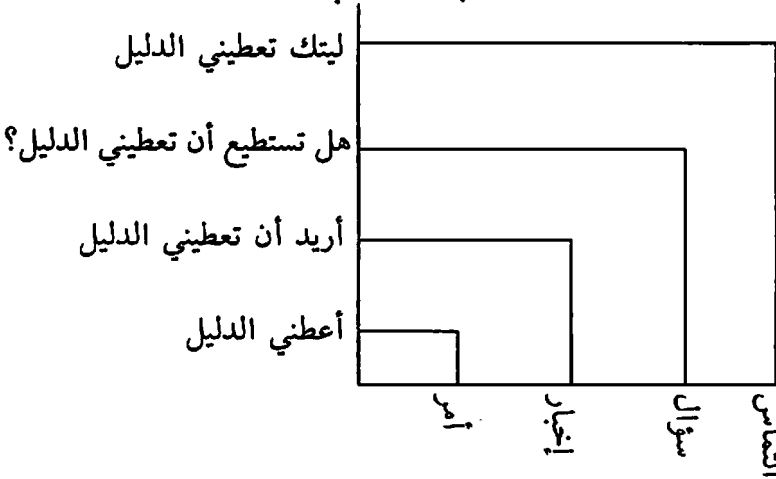 ليتك تعطيني الدليل
هل تستطيع أن تعطيني الدليل؟
أريد أن تعطيني الدليل
أعطني الدليل
أمر
إخبار
سؤال
التماس